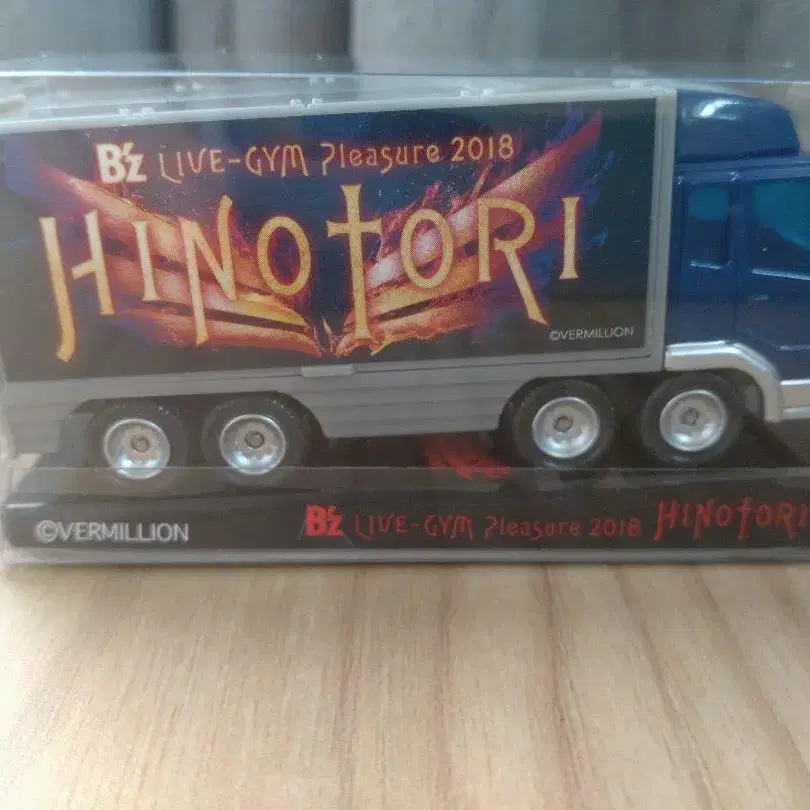 B'z LIVE-GYM Pleasure 2018
HINOTORI
©VERMILLION
©VERMILLION
B'z LIVE-GYM Pleasure 2018 HINOTORI